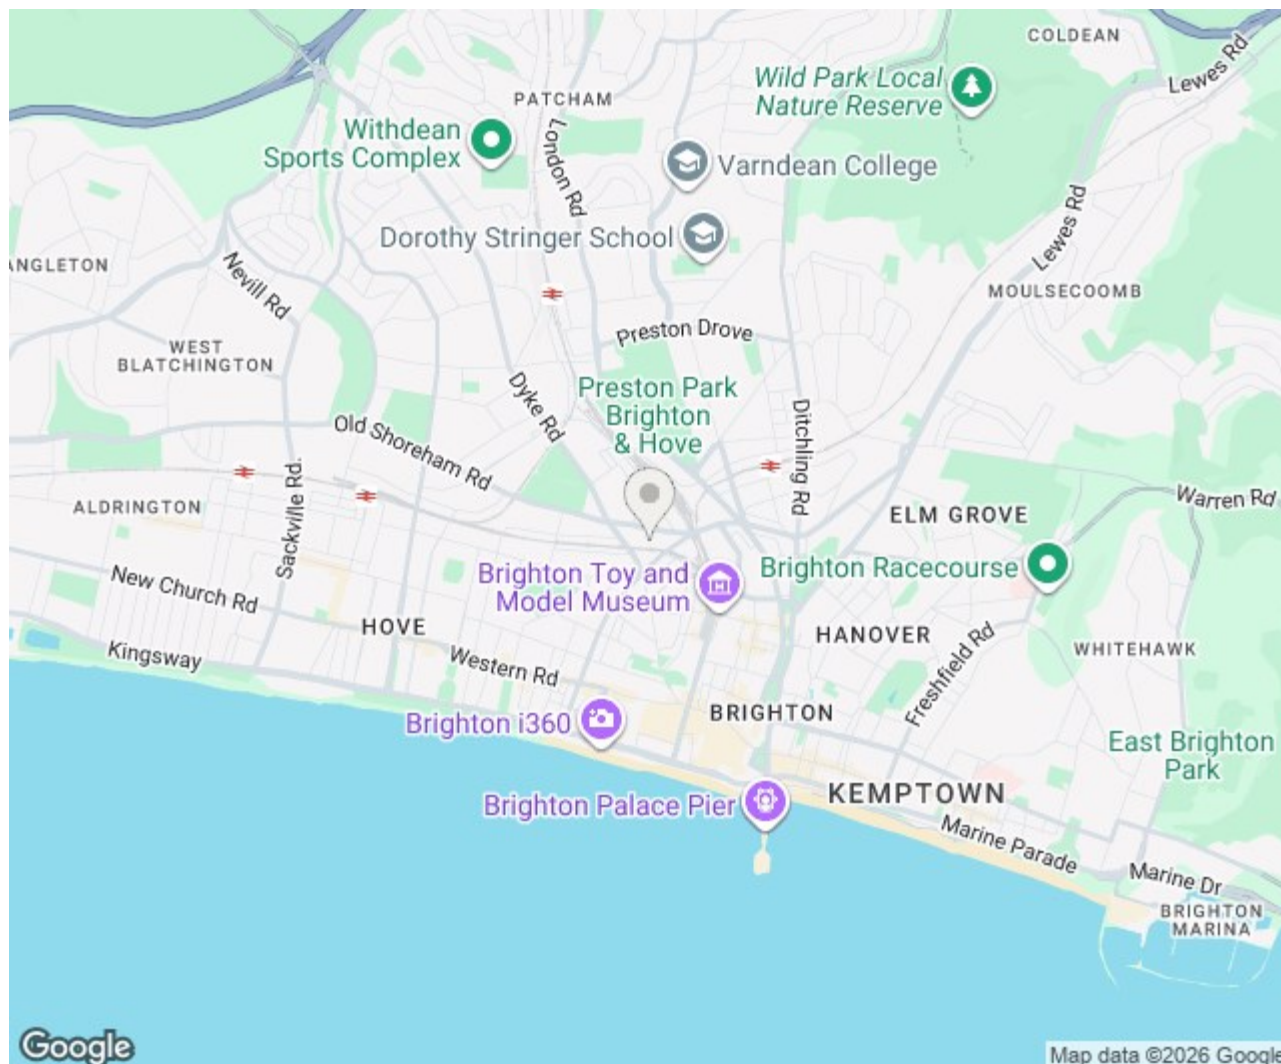 COLDEAN
Lewes Rd
Wild Park Local
Nature Reserve
PATCHAM
Withdean
Sports Complex
London Rd
Varndean College
Lewes Rd
Dorothy Stringer School
ANGLETON
Nevill Rd
MOULSECOOMB
Preston Drove
WEST
BLATCHINGTON
Dyke Rd
Preston Park
Brighton
& Hove
Ditchling Rd
Old Shoreham Rd
Sackville Rd.
ALDRINGTON
Warren Rd
ELM GROVE
Brighton Toy and
Model Museum
Brighton Racecourse
New Church Rd
HOVE
HANOVER
Freshfield Rd
WHITEHAWK
Kingsway
Western Rd
Brighton i360
BRIGHTON
East Brighton
Park
Brighton Palace Pier
KEMPTOWN
Marine Parade
Marine Dr
BRIGHTON
MARINA
Google
Map data ©2026 Google